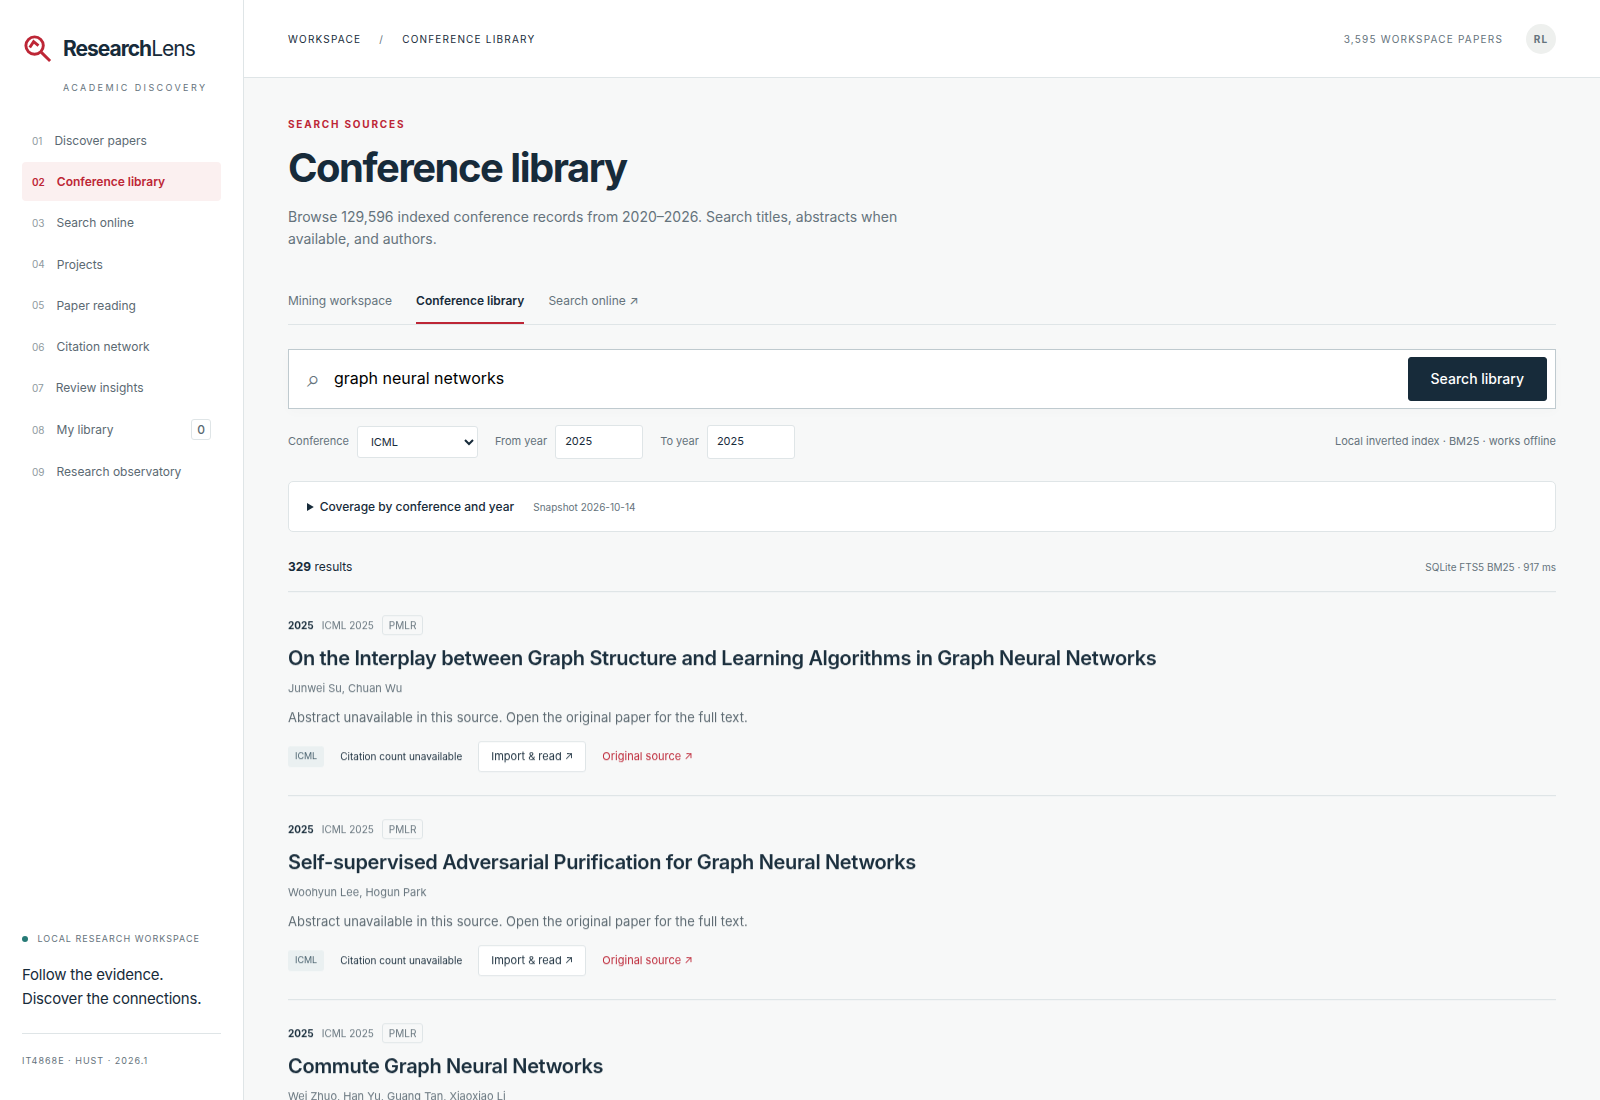 ResearchLens
ACADEMIC DISCOVERY
01 Discover papers
02 Conference library
03 Search online
04 Projects
05 Paper reading
06 Citation network
07 Review insights
08 My library 0
09 Research observatory
LOCAL RESEARCH WORKSPACE
Follow the evidence.
Discover the connections.
IT4868E · HUST · 2026.1
WORKSPACE / CONFERENCE LIBRARY
3,595 WORKSPACE PAPERS RL
SEARCH SOURCES
Conference library
Browse 129,596 indexed conference records from 2020–2026. Search titles, abstracts when
available, and authors.
Mining workspace Conference library Search online ↗
graph neural networks Search library
Conference ICML From year 2025 To year 2025 Local inverted index · BM25 · works offline
▶ Coverage by conference and year Snapshot 2026-10-14
329 results SQLite FTS5 BM25 · 917 ms
2025 ICML 2025 PMLR
On the Interplay between Graph Structure and Learning Algorithms in Graph Neural Networks
Junwei Su, Chuan Wu
Abstract unavailable in this source. Open the original paper for the full text.
ICML Citation count unavailable Import & read ↗ Original source ↗
2025 ICML 2025 PMLR
Self-supervised Adversarial Purification for Graph Neural Networks
Woohyun Lee, Hogun Park
Abstract unavailable in this source. Open the original paper for the full text.
ICML Citation count unavailable Import & read ↗ Original source ↗
2025 ICML 2025 PMLR
Commute Graph Neural Networks
Wei Zhuo, Han Yu, Guang Tan, Xiaoxiao Li